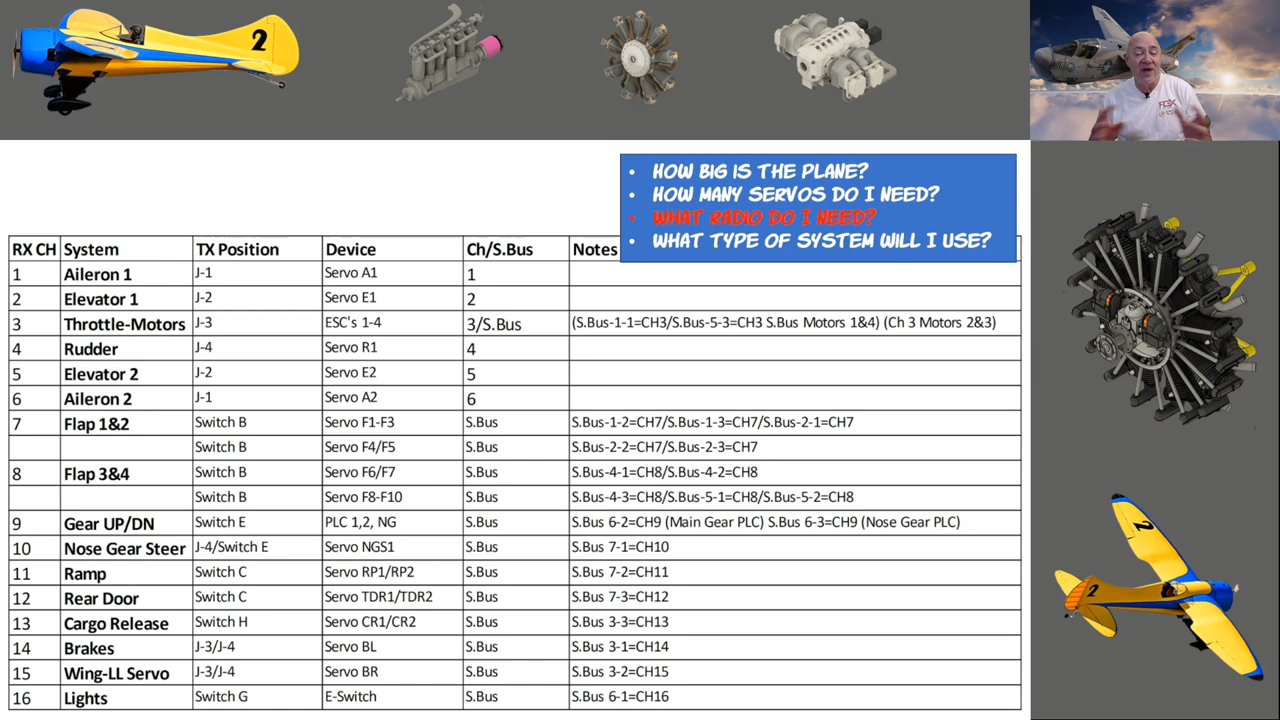 2
• HOW BIG IS THE PLANE?
• HOW MANY SERVOS DO I NEED?
• WHAT RADIO DO I NEED?
• WHAT TYPE OF SYSTEM WILL I USE?
RX CH System TX Position Device Ch/S.Bus Notes
1 Aileron 1 J-1 Servo A1 1
2 Elevator 1 J-2 Servo E1 2
3 Throttle-Motors J-3 ESC's 1-4 3/S.Bus (S.Bus-1-1=CH3/S.Bus-5-3=CH3 S.Bus Motors 1&4) (Ch 3 Motors 2&3)
4 Rudder J-4 Servo R1 4
5 Elevator 2 J-2 Servo E2 5
6 Aileron 2 J-1 Servo A2 6
7 Flap 1&2 Switch B Servo F1-F3 S.Bus S.Bus-1-2=CH7/S.Bus-1-3=CH7/S.Bus-2-1=CH7
Switch B Servo F4/F5 S.Bus S.Bus-2-2=CH7/S.Bus-2-3=CH7
8 Flap 3&4 Switch B Servo F6/F7 S.Bus S.Bus-4-1=CH8/S.Bus-4-2=CH8
Switch B Servo F8-F10 S.Bus S.Bus-4-3=CH8/S.Bus-5-1=CH8/S.Bus-5-2=CH8
9 Gear UP/DN Switch E PLC 1,2, NG S.Bus S.Bus 6-2=CH9 (Main Gear PLC) S.Bus 6-3=CH9 (Nose Gear PLC)
10 Nose Gear Steer J-4/Switch E Servo NGS1 S.Bus S.Bus 7-1=CH10
11 Ramp Switch C Servo RP1/RP2 S.Bus S.Bus 7-2=CH11
12 Rear Door Switch C Servo TDR1/TDR2 S.Bus S.Bus 7-3=CH12
13 Cargo Release Switch H Servo CR1/CR2 S.Bus S.Bus 3-3=CH13
14 Brakes J-3/J-4 Servo BL S.Bus S.Bus 3-1=CH14
15 Wing-LL Servo J-3/J-4 Servo BR S.Bus S.Bus 3-2=CH15
16 Lights Switch G E-Switch S.Bus S.Bus 6-1=CH16
2
2